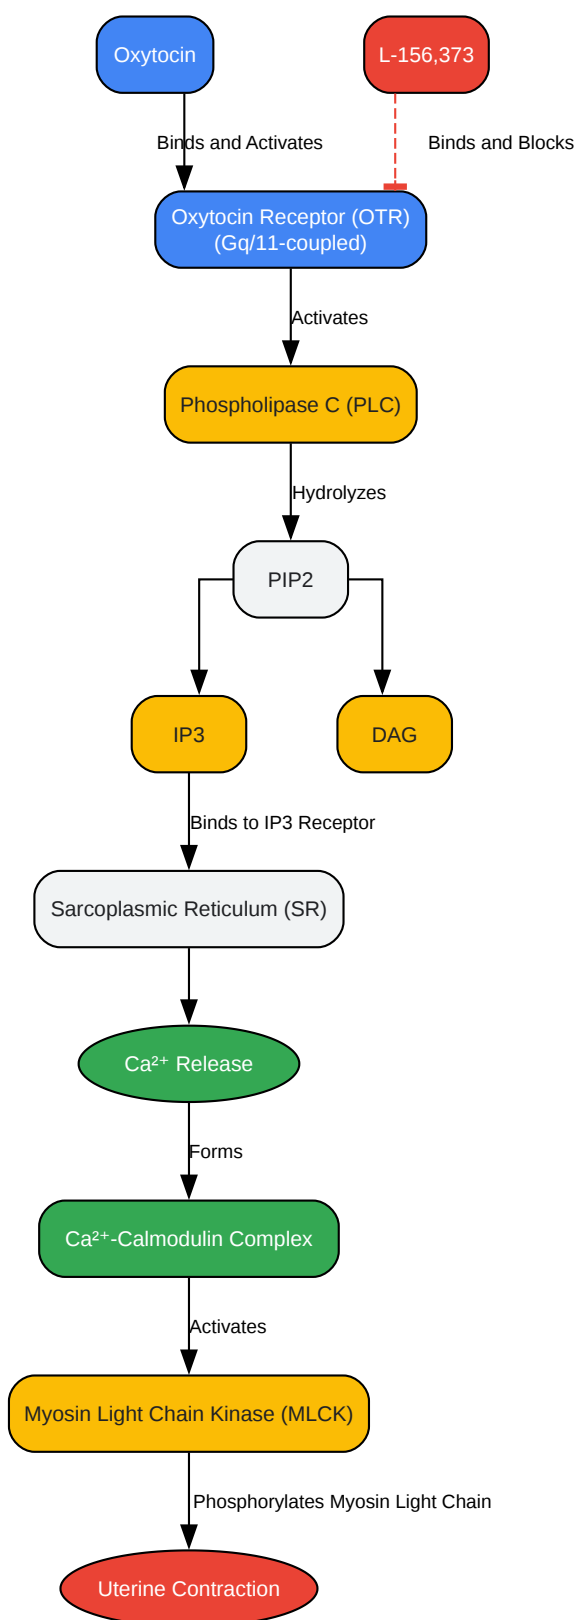 Oxytocin
L-156,373
Binds and Activates
Binds and Blocks
Oxytocin Receptor (OTR)
(Gq/11-coupled)
Activates
Phospholipase C (PLC)
Hydrolyzes
PIP2
IP3
DAG
Binds to IP3 Receptor
Sarcoplasmic Reticulum (SR)
Ca²⁺ Release
Forms
Ca²⁺-Calmodulin Complex
Activates
Myosin Light Chain Kinase (MLCK)
Phosphorylates Myosin Light Chain
Uterine Contraction